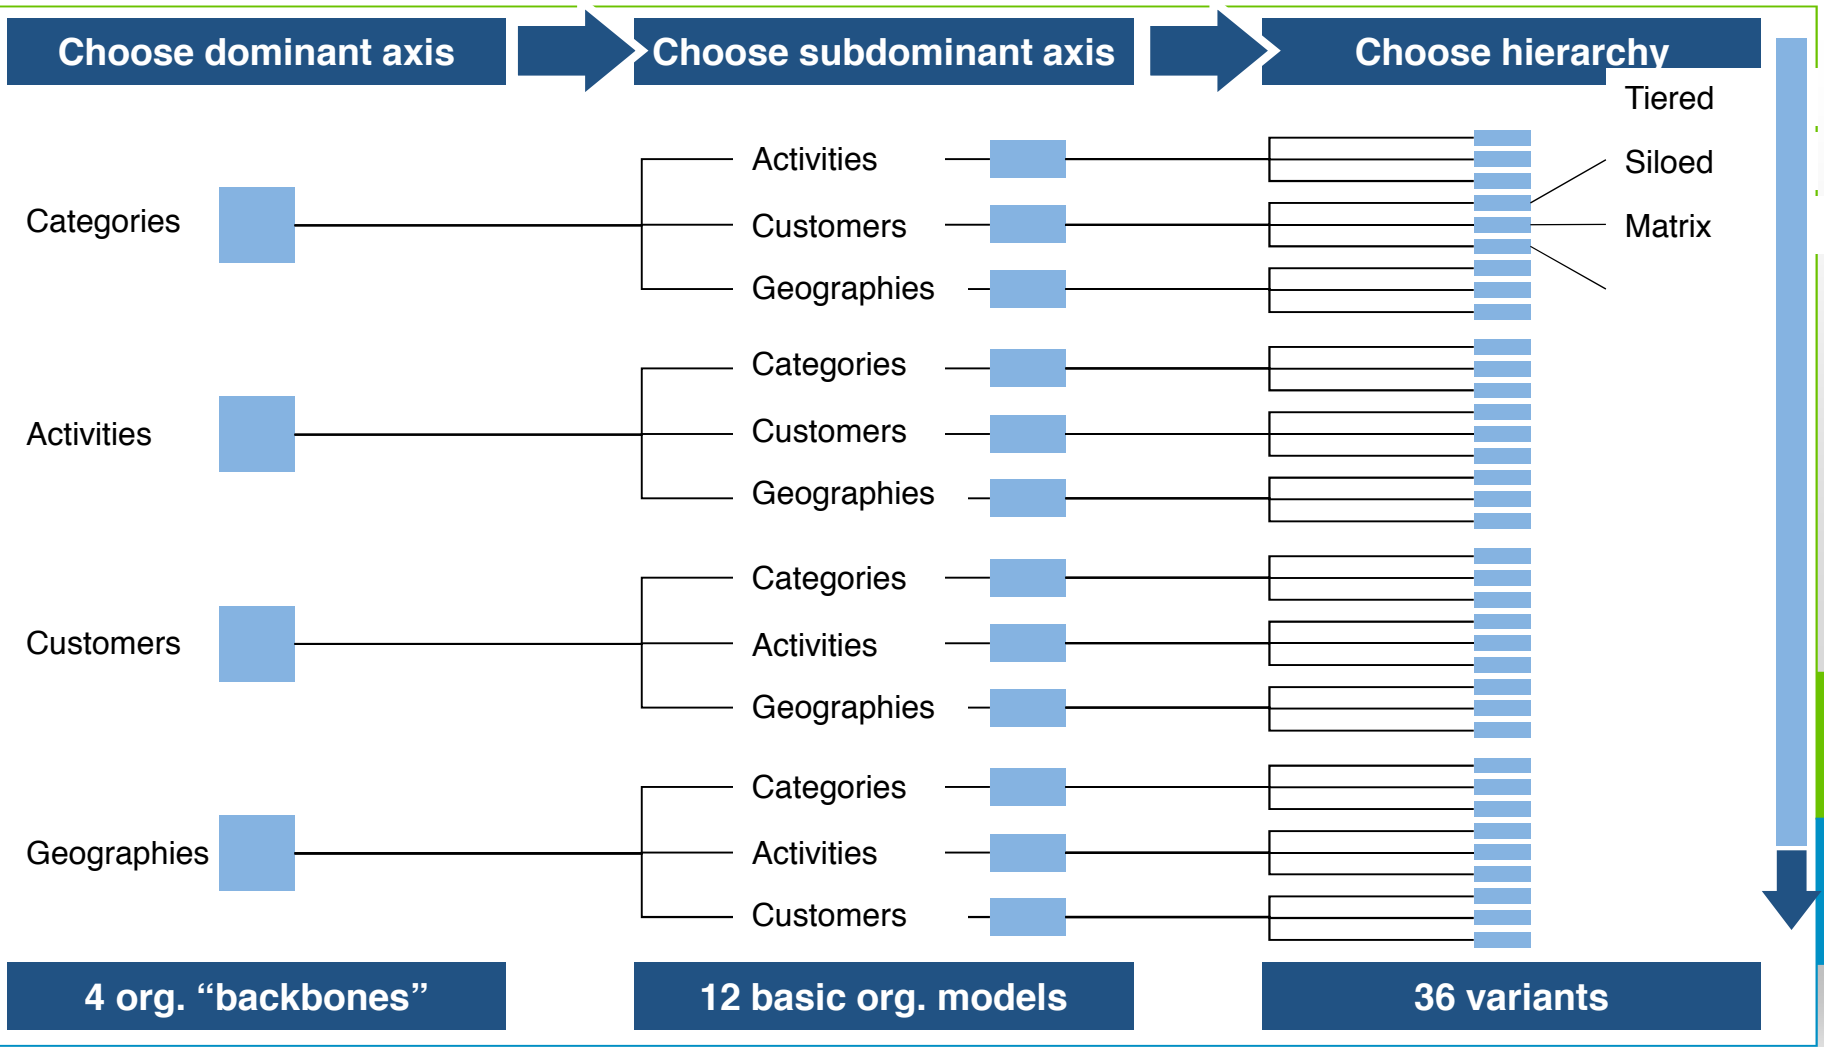 Choose dominant axis
Choose subdominant axis
Choose hierarchy
Tiered
Siloed
Matrix
Categories
Activities
Customers
Geographies
Activities
Categories
Customers
Geographies
Customers
Categories
Activities
Geographies
Geographies
Categories
Activities
Customers
4 org. “backbones”
12 basic org. models
36 variants